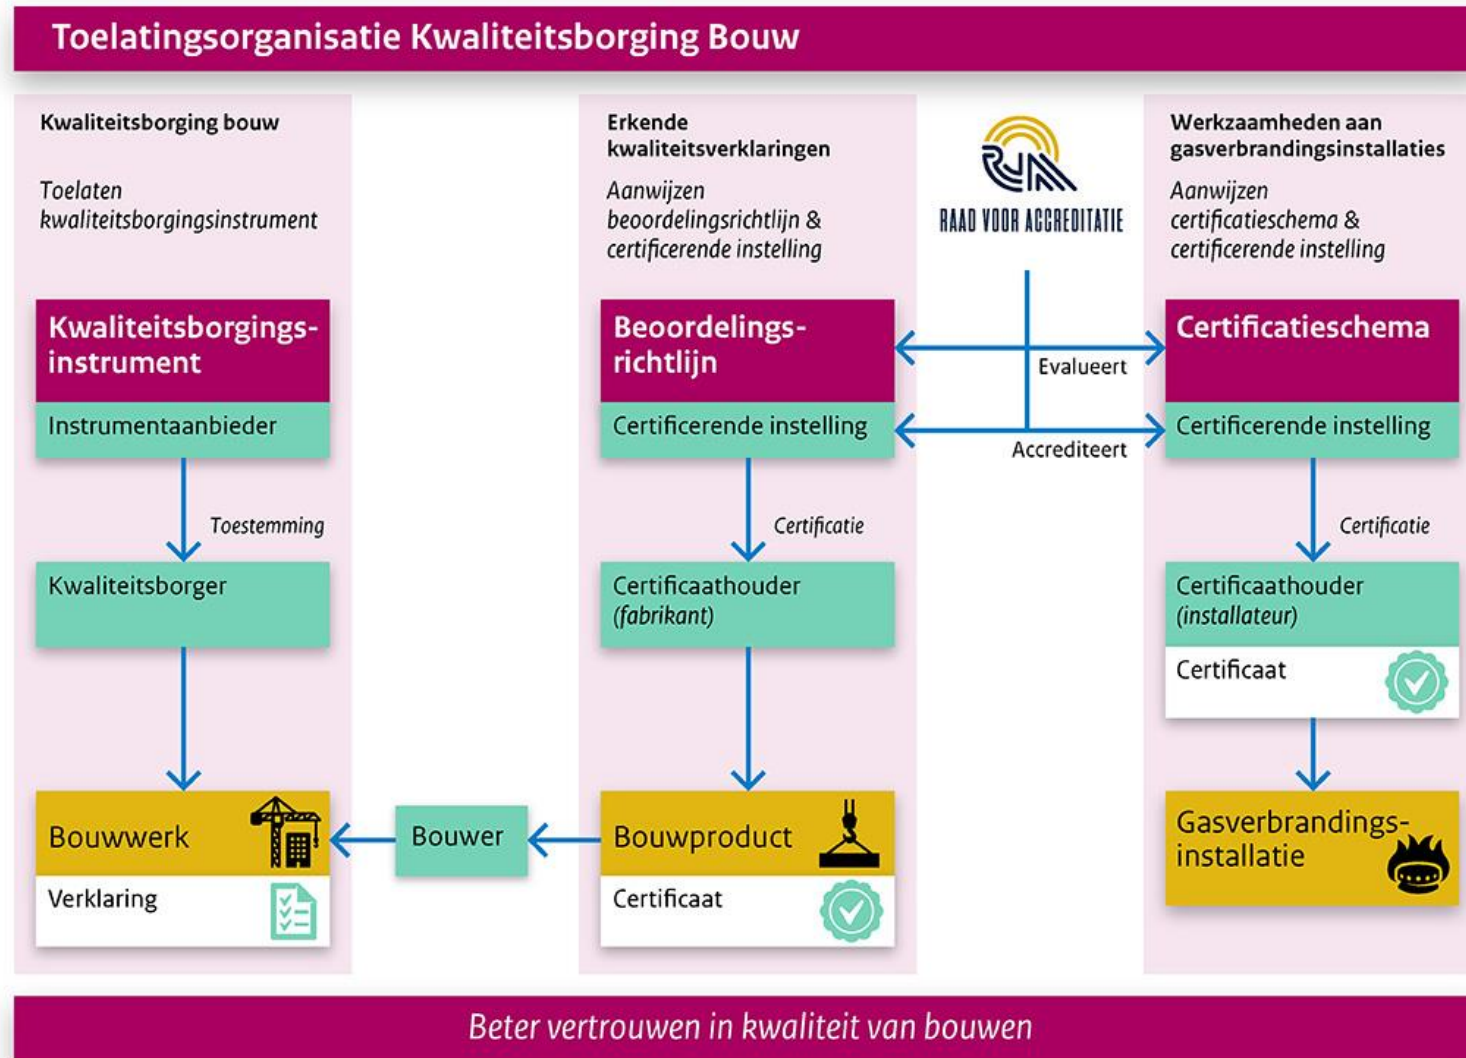 Toelatingsorganisatie Kwaliteitsborging Bouw
Kwaliteitsborging bouw
Toelaten
kwaliteitsborgingsinstrument
Kwaliteitsborgings-
instrument
Instrumentaanbieder
Toestemming
Kwaliteitsborger
Bouwwerk
Verklaring
Bouwer
Erkende
kwaliteitsverklaringen
Aanwijzen
beoordelingsrichtlijn &
certificerende instelling
Beoordelings-
richtlijn
Certificerende instelling
Certificatie
Certificaathouder
(fabrikant)
Bouwproduct
Certificaat
RvA
RAAD VOOR ACCREDITATIE
Evalueert
Accrediteert
Werkzaamheden aan
gasverbrandingsinstallaties
Aanwijzen
certificatieschema &
certificerende instelling
Certificatieschema
Certificerende instelling
Certificatie
Certificaathouder
(installateur)
Certificaat
Gasverbrandings-
installatie
Beter vertrouwen in kwaliteit van bouwen